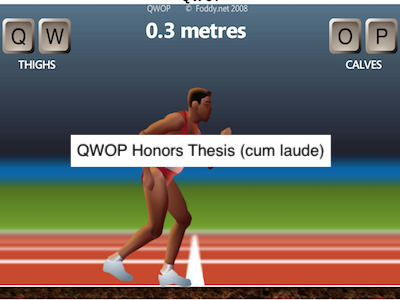 QWOP © Foddy.net 2008
Q W 0.3 metres O P
THIGHS CALVES
QWOP Honors Thesis (cum laude)